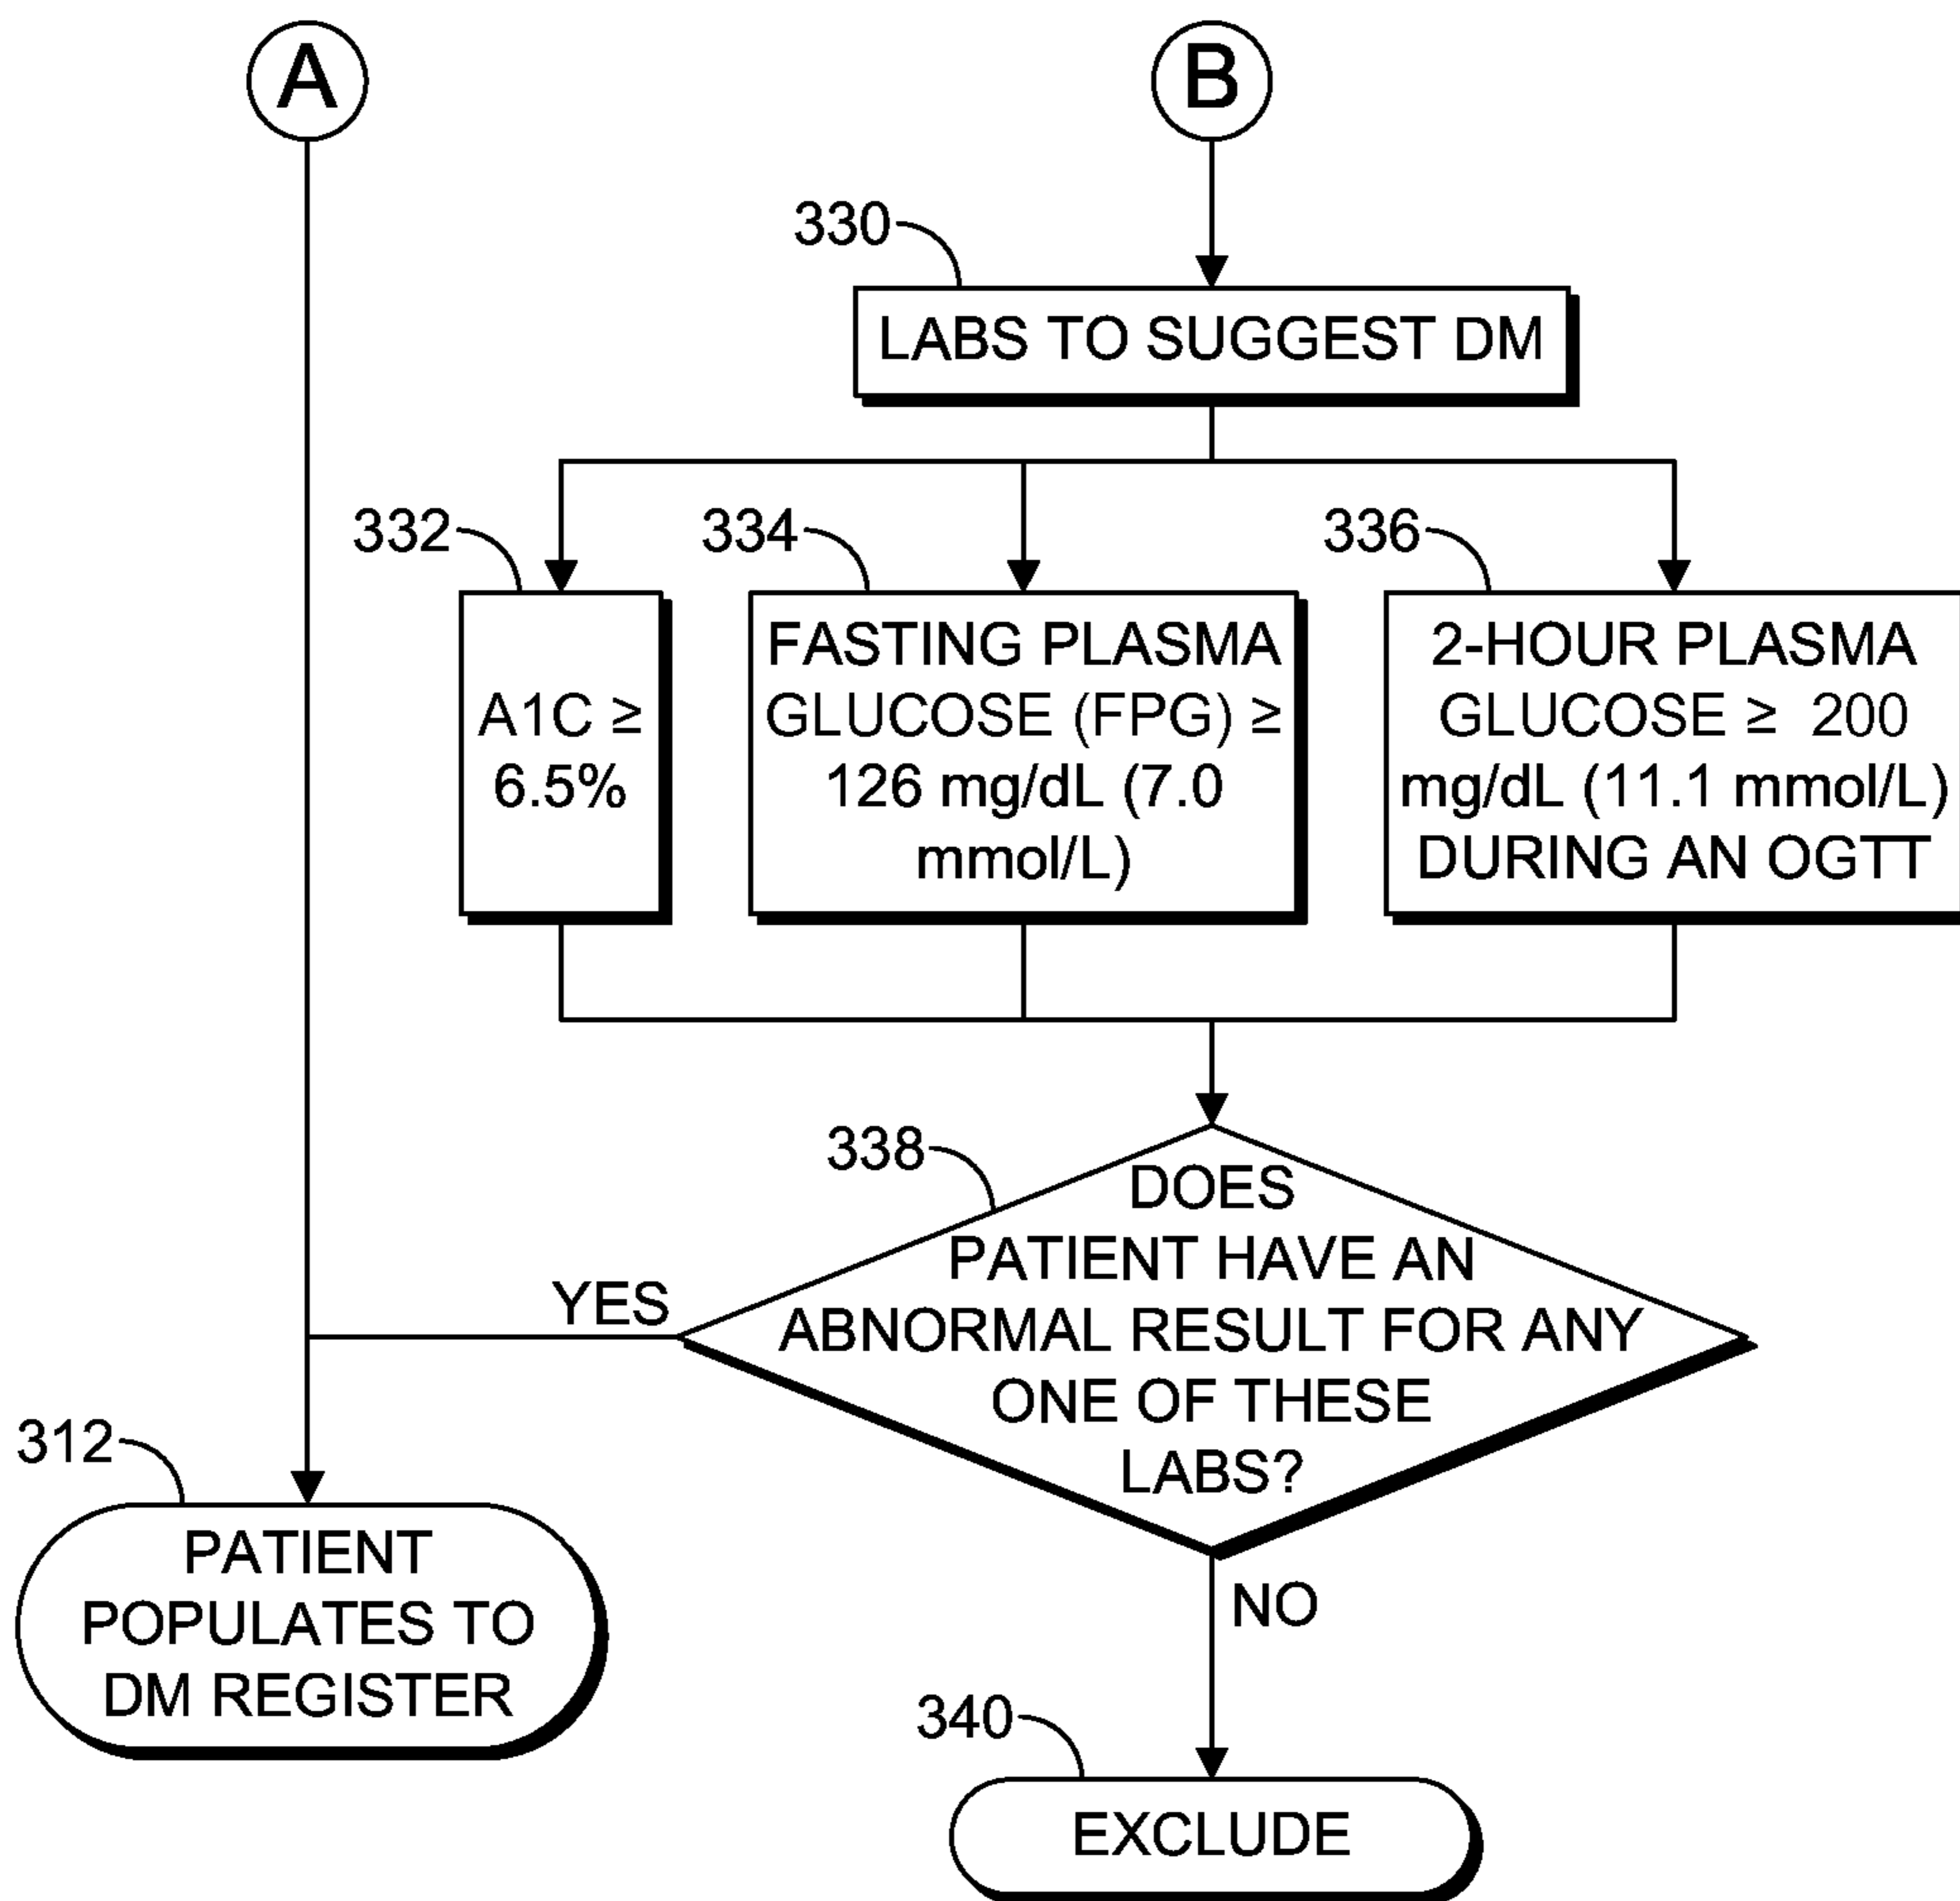 A
B
330
LABS TO SUGGEST DM
332
334
336
A1C ≥
6.5%
FASTING PLASMA
GLUCOSE (FPG) ≥
126 mg/dL (7.0
mmol/L)
2-HOUR PLASMA
GLUCOSE ≥ 200
mg/dL (11.1 mmol/L)
DURING AN OGTT
338
DOES
PATIENT HAVE AN
ABNORMAL RESULT FOR ANY
ONE OF THESE
LABS?
YES
312
PATIENT
POPULATES TO
DM REGISTER
NO
340
EXCLUDE